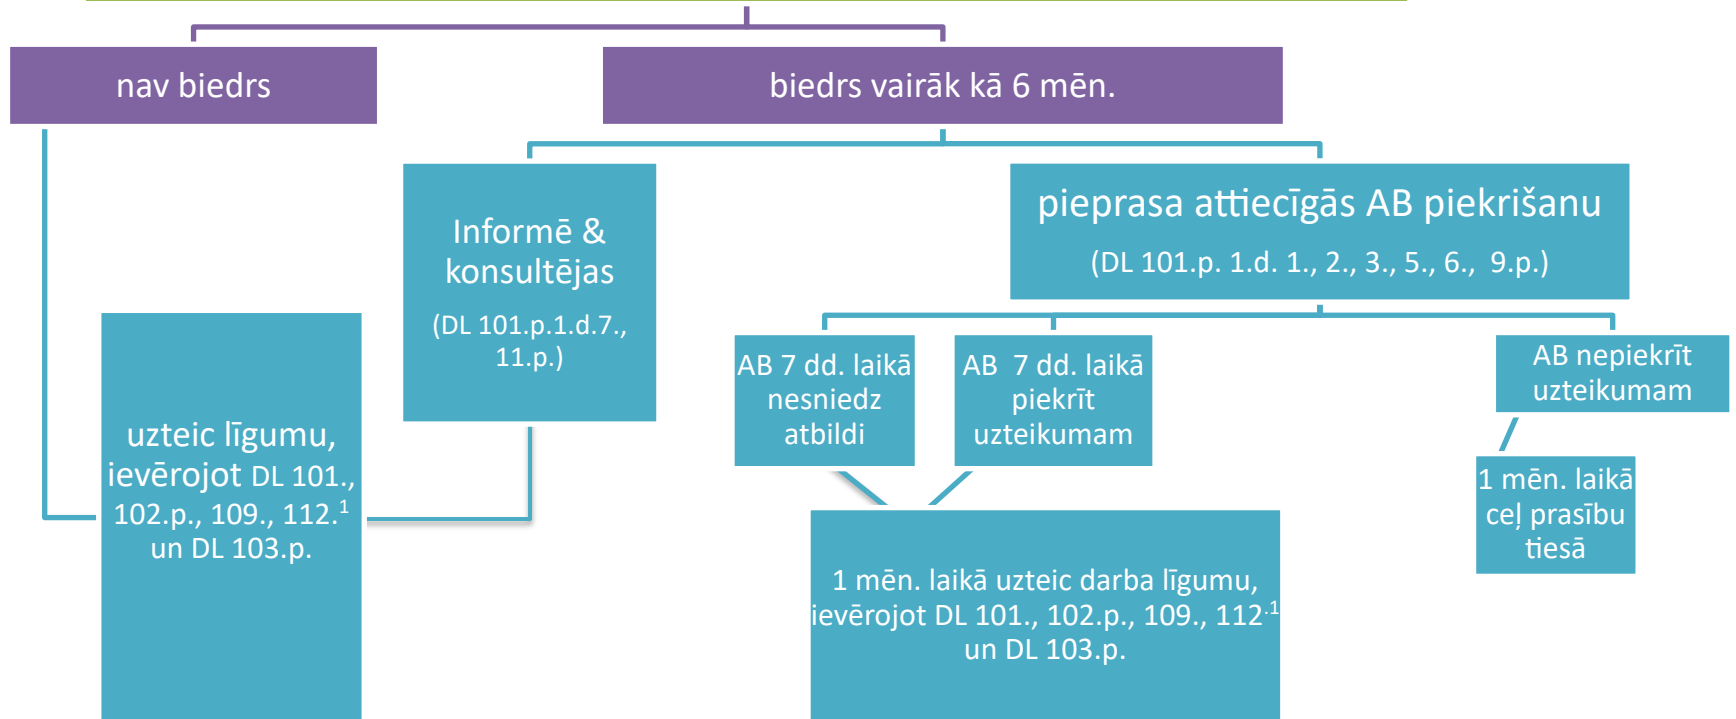 nav biedrs
biedrs vairāk kā 6 mēn.
Informē &
konsultējas
(DL 101.p.1.d.7.,
11.p.)
pieprasa attiecīgās AB piekrišanu
(DL 101.p. 1.d. 1., 2., 3., 5., 6., 9.p.)
uzteic līgumu,
ievērojot DL 101.,
102.p., 109., 112.¹
un DL 103.p.
AB 7 dd. laikā
nesniedz
atbildi
AB 7 dd. laikā
piekrīt
uzteikumam
AB nepiekrīt
uzteikumam
1 mēn. laikā
ceļ prasību
tiesā
1 mēn. laikā uzteic darba līgumu,
ievērojot DL 101., 102.p., 109., 112.¹
un DL 103.p.